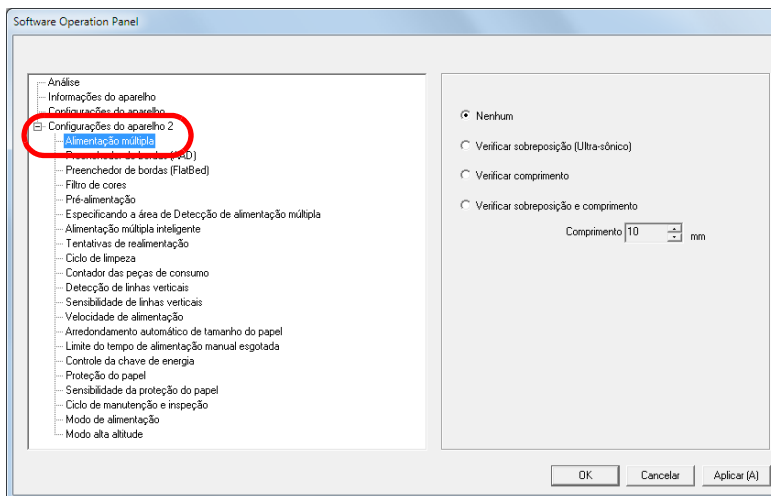 Software Operation Panel
Análise
Informações do aparelho
Configurações do aparelho
Configurações do aparelho 2
Alimentação múltipla
Preenchedor de bordas (AAD)
Preenchedor de bordas (FlatBed)
Filtro de cores
Pré-alimentação
Especificando a área de Detecção de alimentação múltipla
Alimentação múltipla inteligente
Tentativas de realimentação
Ciclo de limpeza
Contador das peças de consumo
Detecção de linhas verticais
Sensibilidade de linhas verticais
Velocidade de alimentação
Arredondamento automático de tamanho do papel
Limite do tempo de alimentação manual esgotada
Controle da chave de energia
Proteção do papel
Sensibilidade da proteção do papel
Ciclo de manutenção e inspeção
Modo de alimentação
Modo alta altitude
Nenhum
Verificar sobreposição (Ultra-sônico)
Verificar comprimento
Verificar sobreposição e comprimento
Comprimento 10 mm
OK Cancelar Aplicar (A)